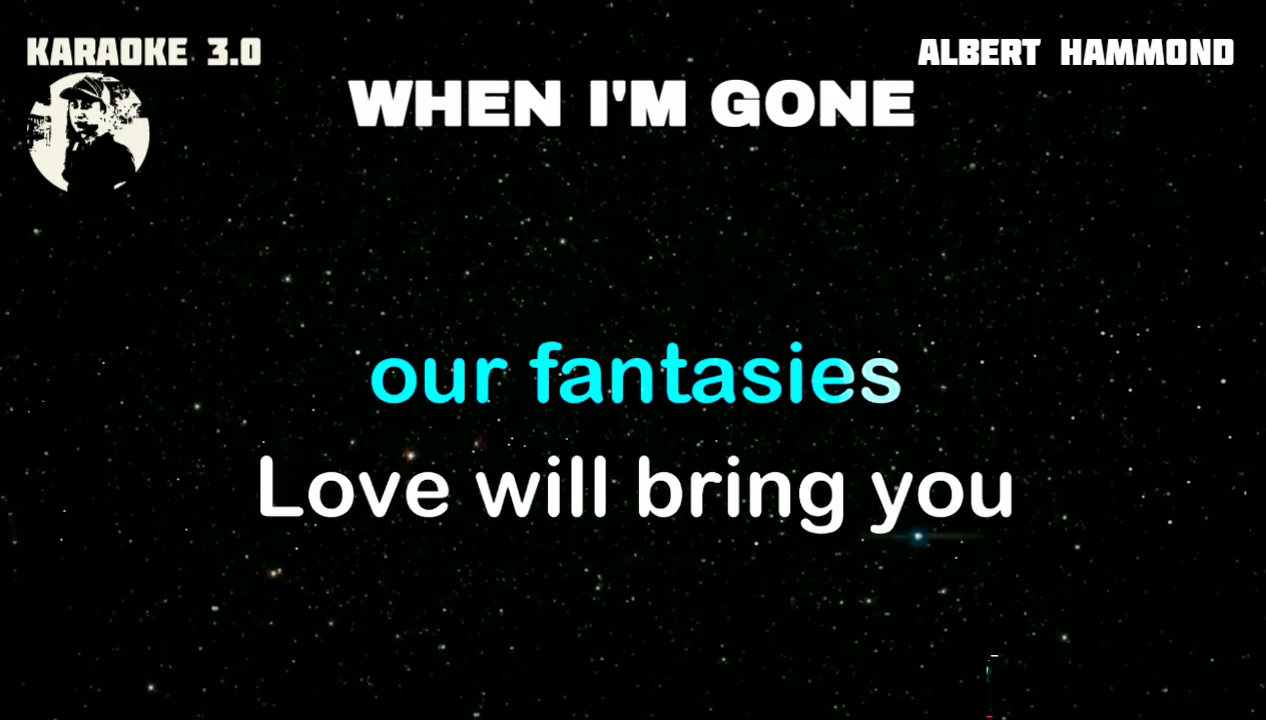 KARAOKE 3.0
ALBERT HAMMOND
WHEN I'M GONE
our fantasies
Love will bring you